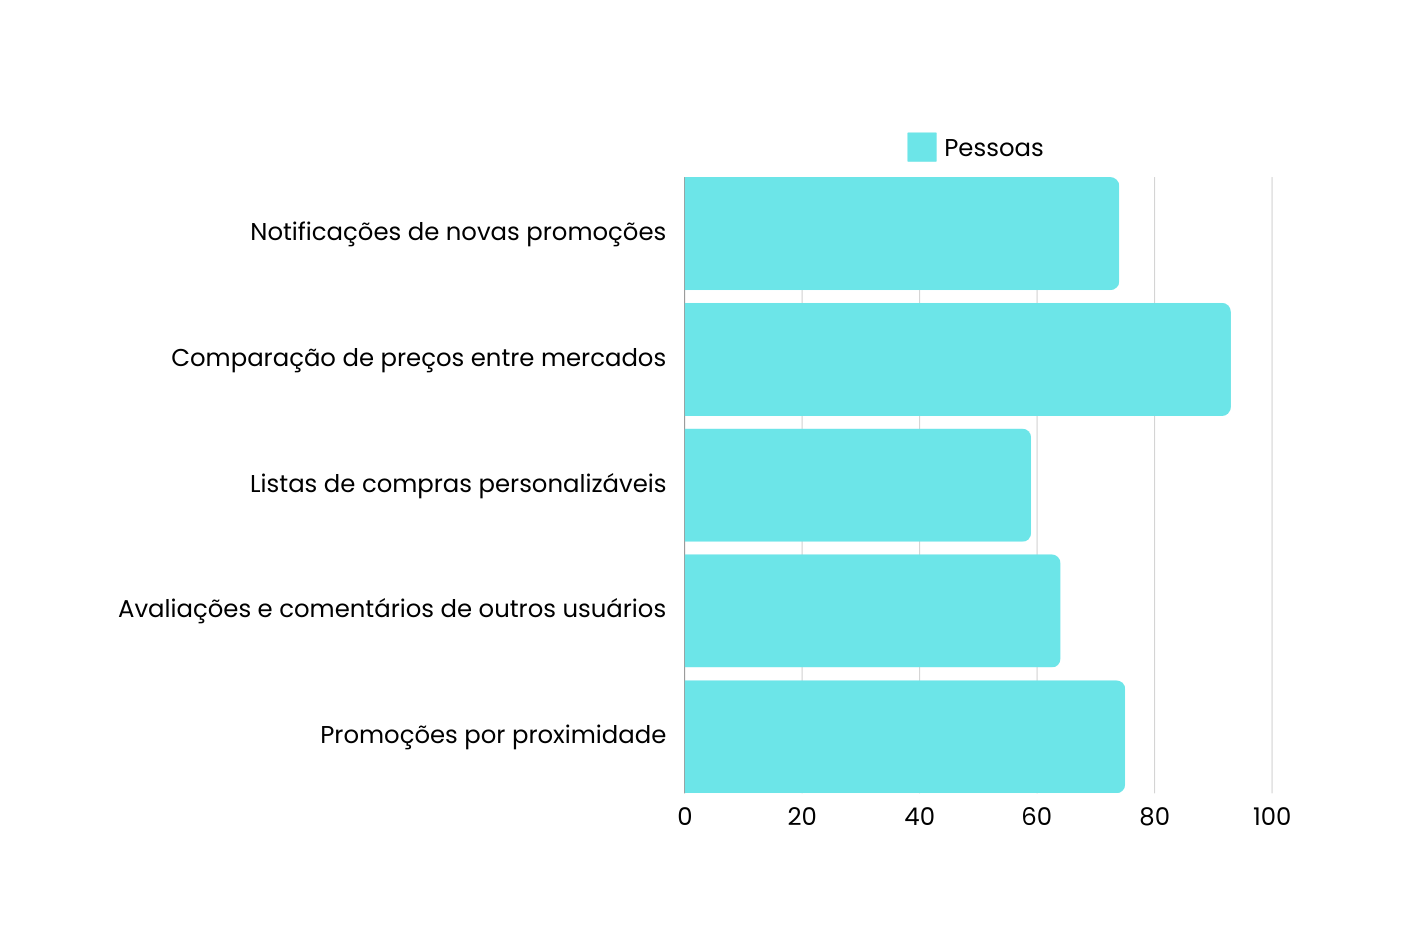 Pessoas
Notificações de novas promoções
Comparação de preços entre mercados
Listas de compras personalizáveis
Avaliações e comentários de outros usuários
Promoções por proximidade
0 20 40 60 80 100